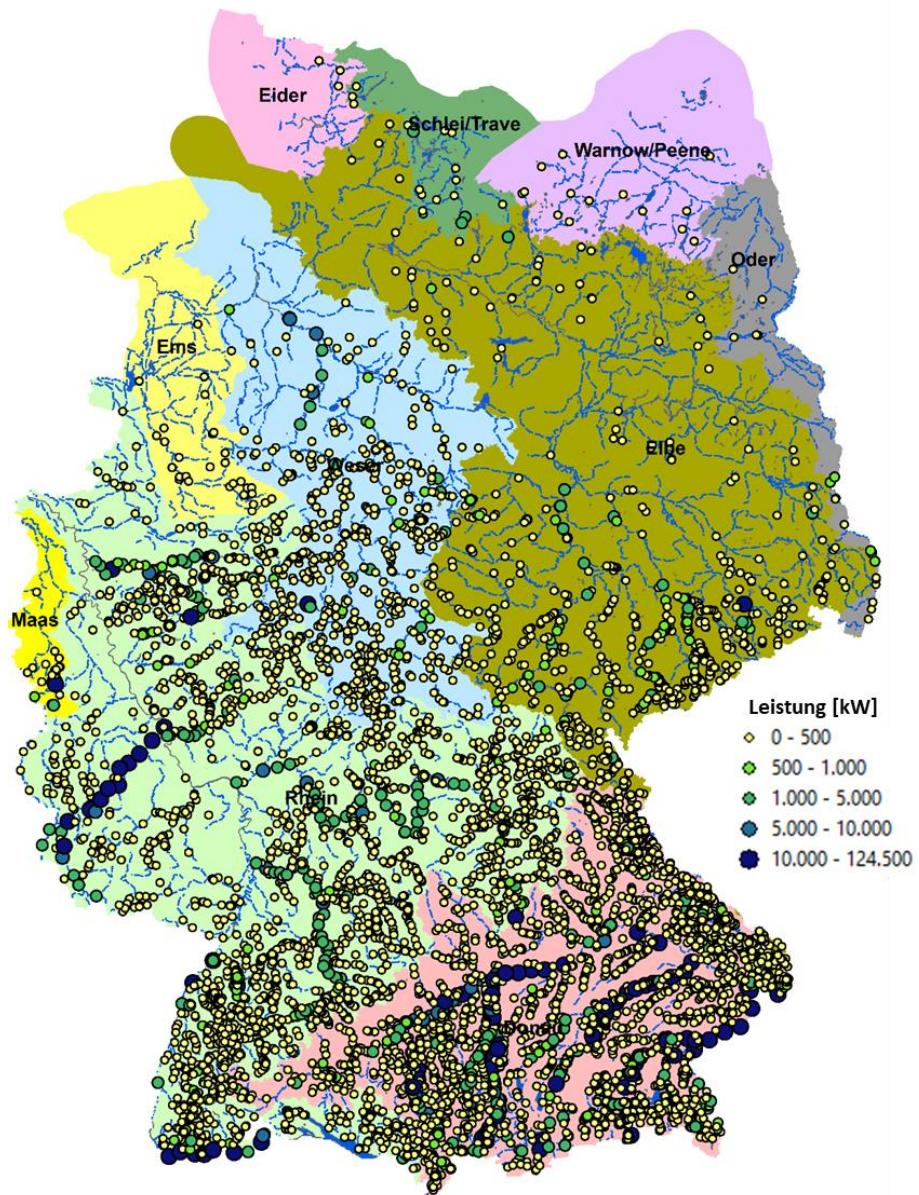 Eider
Schlei/Trave
Warnow/Peene
Oder
Ems
Weser
Elbe
Maas
Rhein
Donau
Leistung [kW]
0 - 500
500 - 1.000
1.000 - 5.000
5.000 - 10.000
10.000 - 124.500